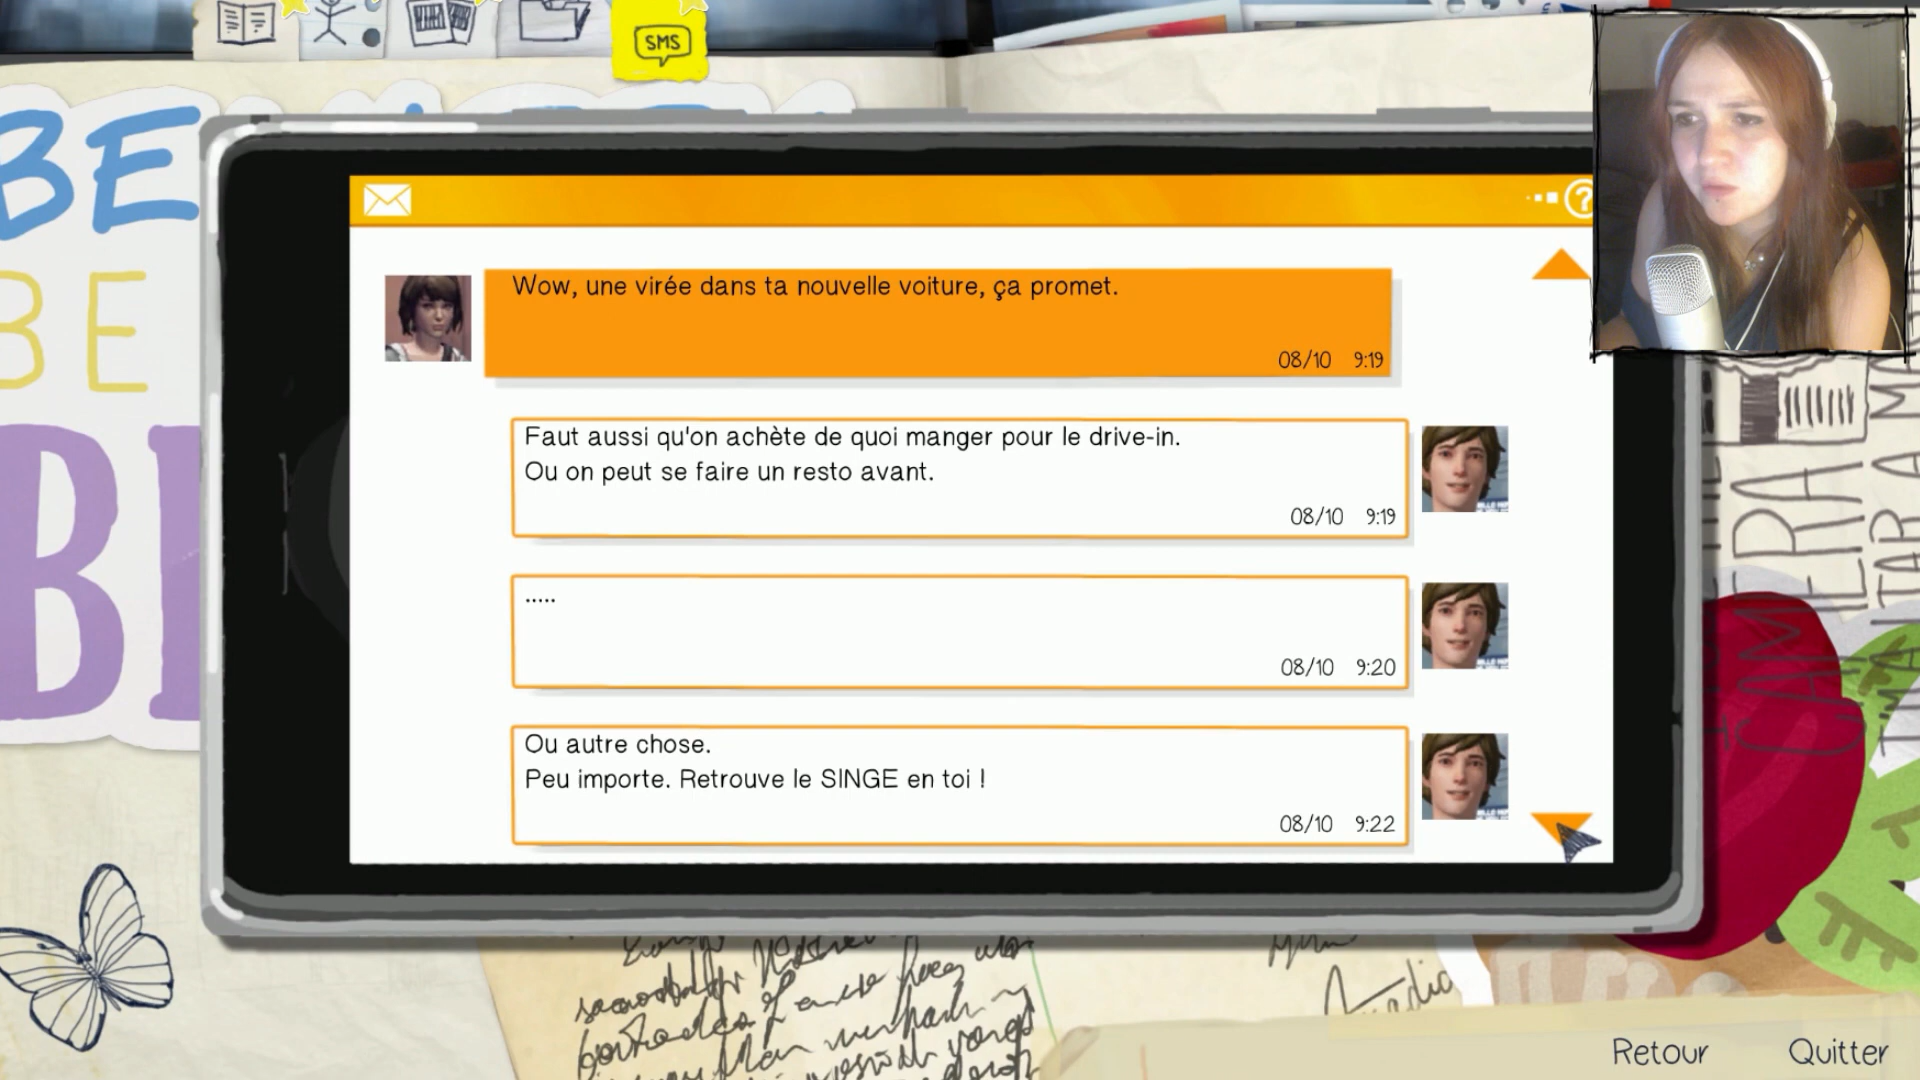 SMS
BE
BE
Wow, une virée dans ta nouvelle voiture, ça promet.
08/10 9:19
Faut aussi qu'on achète de quoi manger pour le drive-in.
Ou on peut se faire un resto avant.
08/10 9:19
.....
08/10 9:20
Ou autre chose.
Peu importe. Retrouve le SINGE en toi !
08/10 9:22
Retour
Quitter